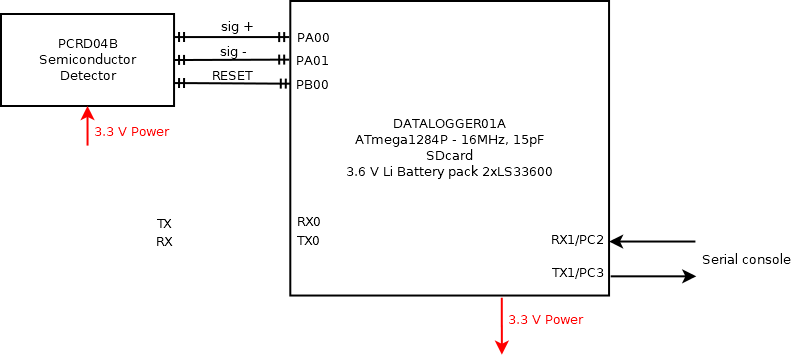 sig +
PCRD04B
Semiconductor
Detector
PA00
sig -
PA01
RESET
PB00
3.3 V Power
DATALOGGER01A
ATmega1284P - 16MHz, 15pF
SDcard
3.6 V Li Battery pack 2xLS33600
TX
RX0
RX
TX0
RX1/PC2
Serial console
TX1/PC3
3.3 V Power